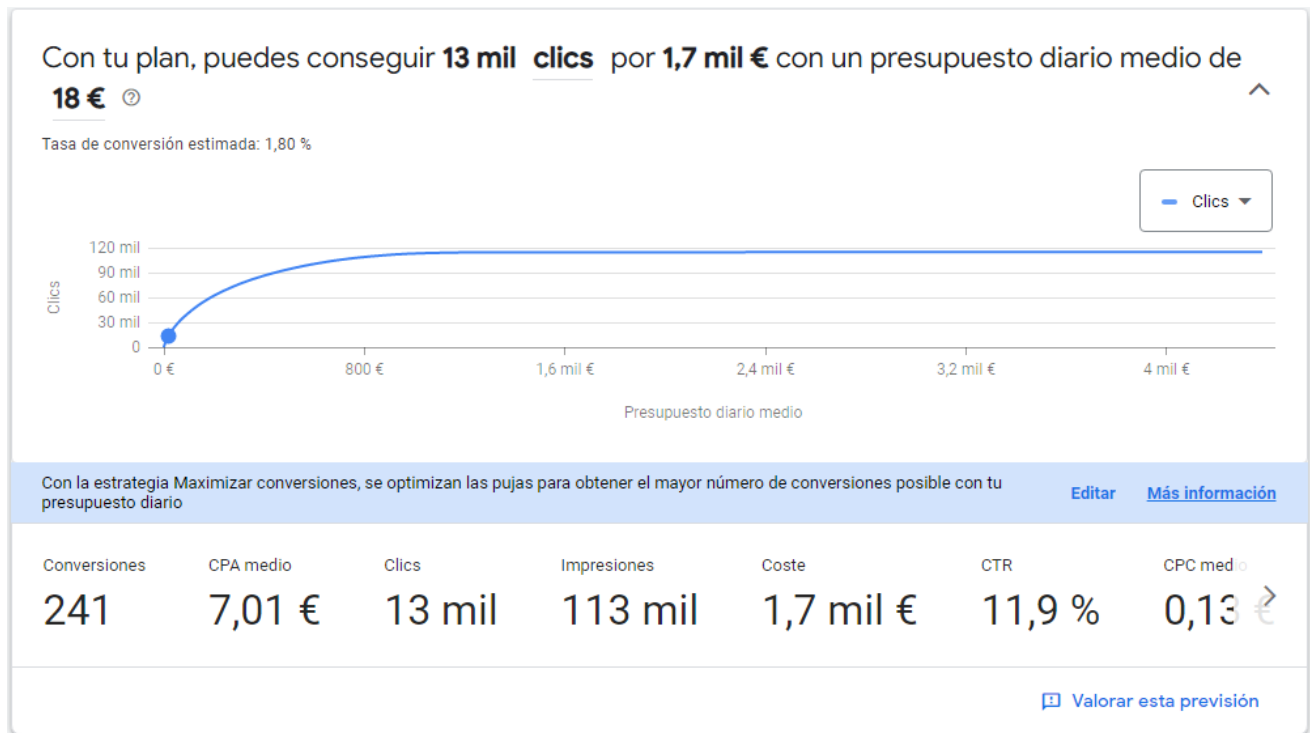 Con tu plan, puedes conseguir 13 mil clics por 1,7 mil € con un presupuesto diario medio de
18 €
Tasa de conversión estimada: 1,80 %
Clics
120 mil
90 mil
60 mil
30 mil
0
Clics
0 €
800 €
1,6 mil €
2,4 mil €
3,2 mil €
4 mil €
Presupuesto diario medio
Con la estrategia Maximizar conversiones, se optimizan las pujas para obtener el mayor número de conversiones posible con tu
presupuesto diario
Editar
Más información
Conversiones
CPA medio
Clics
Impresiones
Coste
CTR
CPC medio
241
7,01 €
13 mil
113 mil
1,7 mil €
11,9 %
0,13 €
Valorar esta previsión